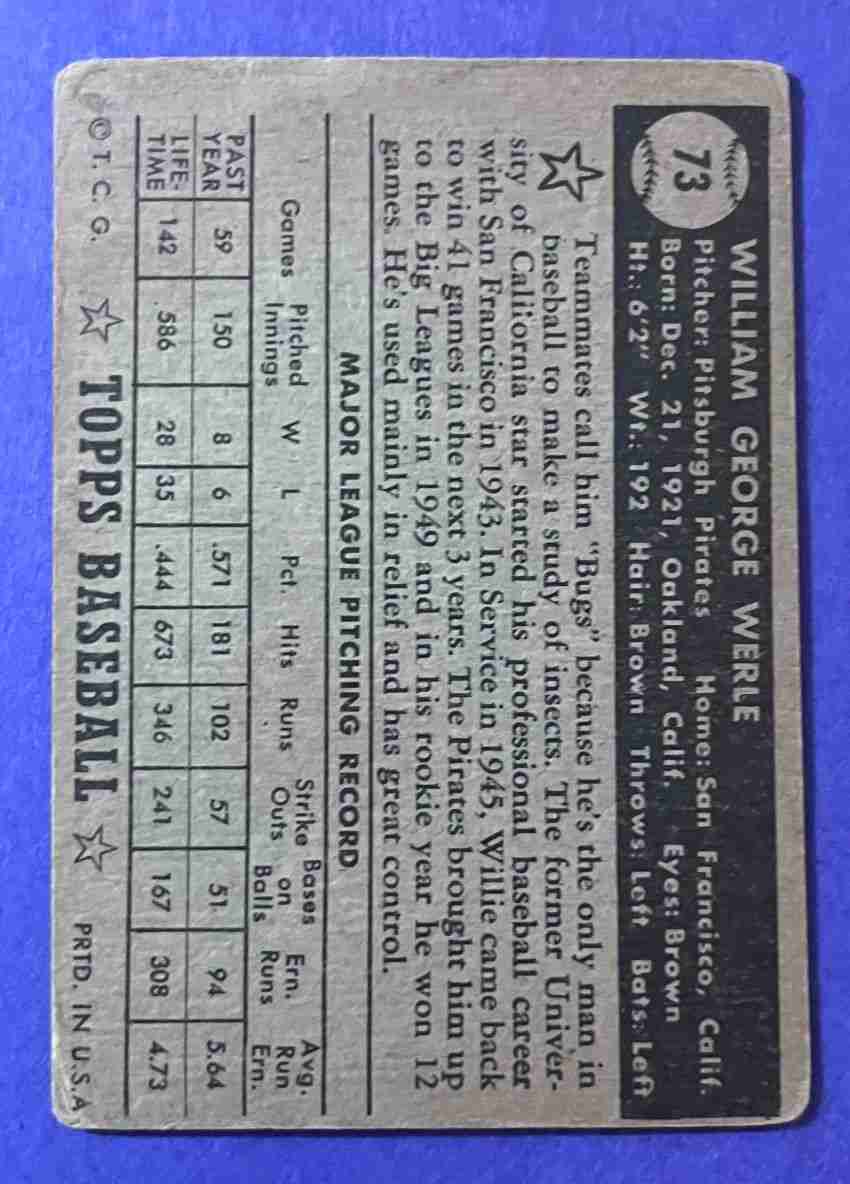 73
WILLIAM GEORGE WERLE
Pitcher: Pitsburgh Pirates Home: San Francisco, Calif.
Born: Dec. 21, 1921, Oakland, Calif. Eyes: Brown
Ht.: 6'2" Wt.: 192 Hair: Brown Throws: Left Bats: Left
Teammates call him "Bugs" because he's the only man in
baseball to make a study of insects. The former Univer-
sity of California star started his professional baseball career
with San Francisco in 1943. In Service in 1945, Willie came back
to win 41 games in the next 3 years. The Pirates brought him up
to the Big Leagues in 1949 and in his rookie year he won 12
games. He's used mainly in relief and has great control.
MAJOR LEAGUE PITCHING RECORD
Games Pitched Innings W L Pct. Hits Runs Strike Outs Bases on Balls Ern. Runs Avg. Run Ern.
PAST YEAR 59 150 8 6 .571 181 102 57 51 94 5.64
LIFE-TIME 142 586 28 35 .444 673 346 241 167 308 4.73
© T. C. G. TOPPS BASEBALL PRTD. IN U.S.A